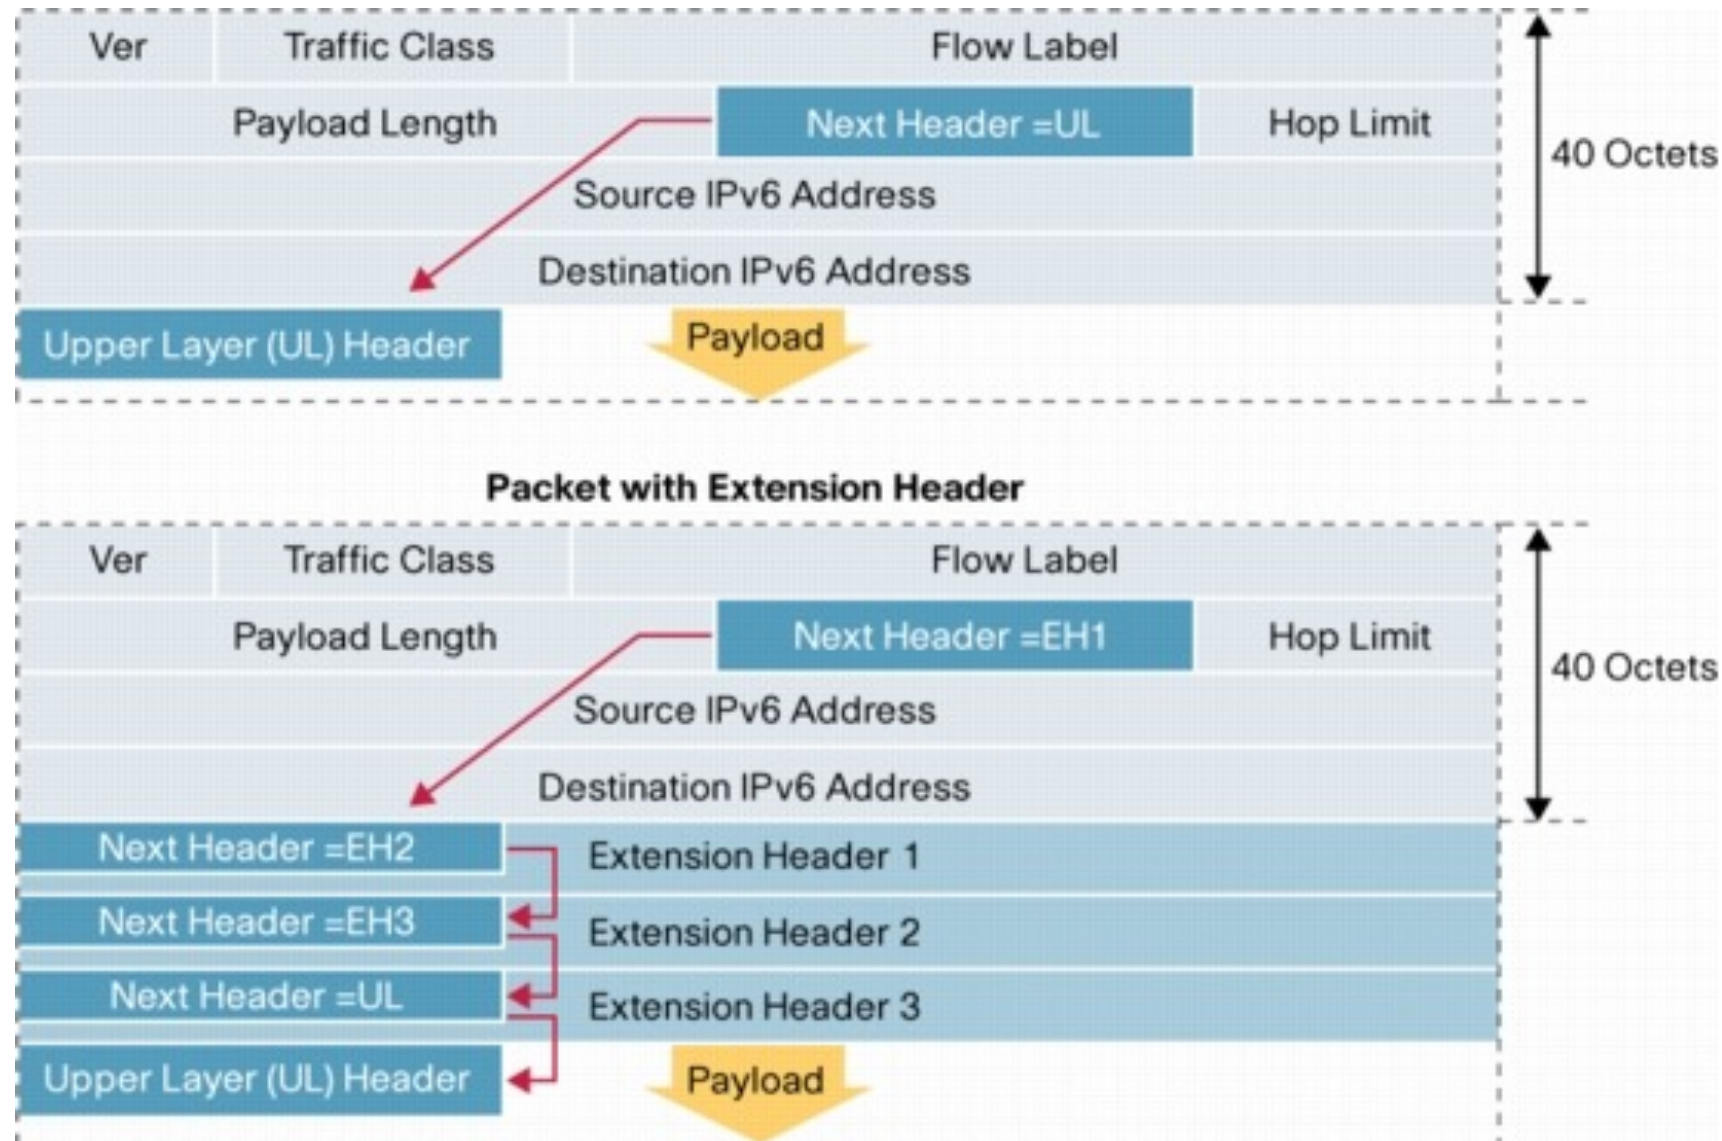 Ver Traffic Class Flow Label
Payload Length Next Header =UL Hop Limit
40 Octets
Source IPv6 Address
Destination IPv6 Address
Upper Layer (UL) Header Payload
Packet with Extension Header
Ver Traffic Class Flow Label
Payload Length Next Header =EH1 Hop Limit
40 Octets
Source IPv6 Address
Destination IPv6 Address
Next Header =EH2 Extension Header 1
Next Header =EH3 Extension Header 2
Next Header =UL Extension Header 3
Upper Layer (UL) Header Payload